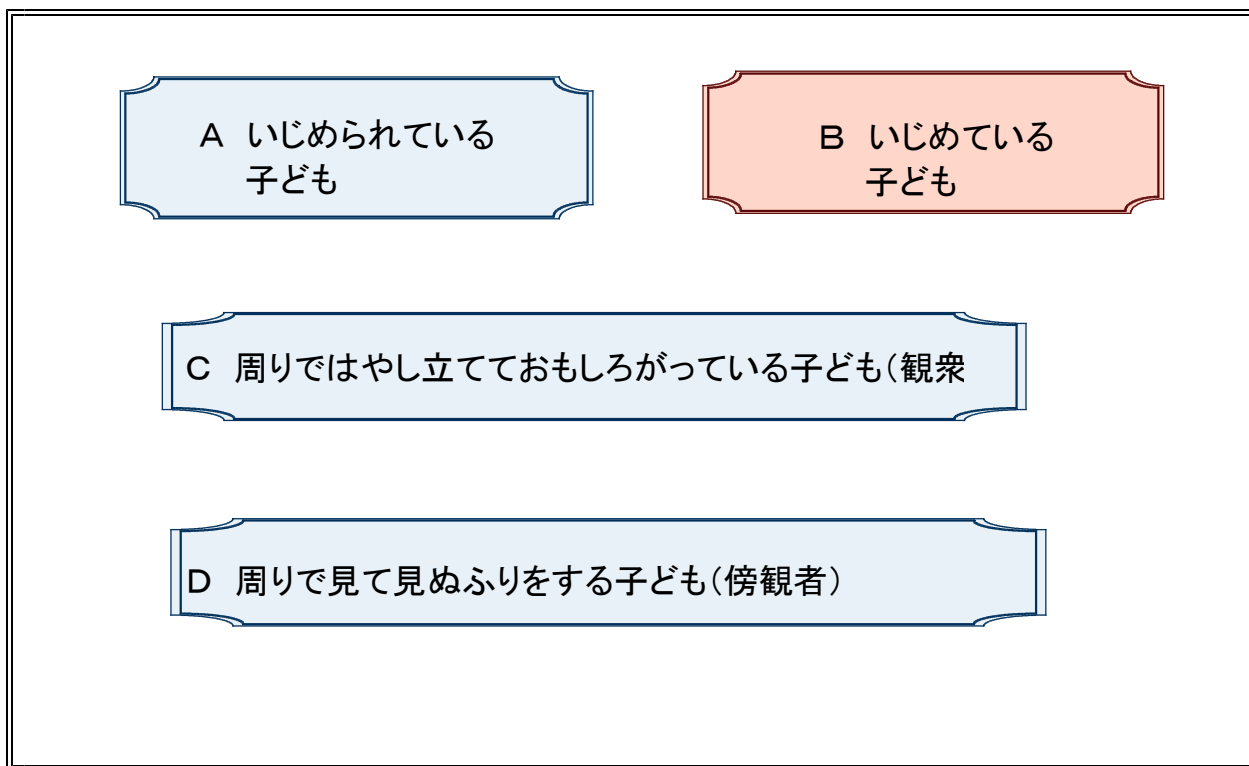 A いじめられている
子ども
B いじめている
子ども
C 周りではやし立てておもしろがっている子ども(観衆
D 周りで見て見ぬふりをする子ども(傍観者)